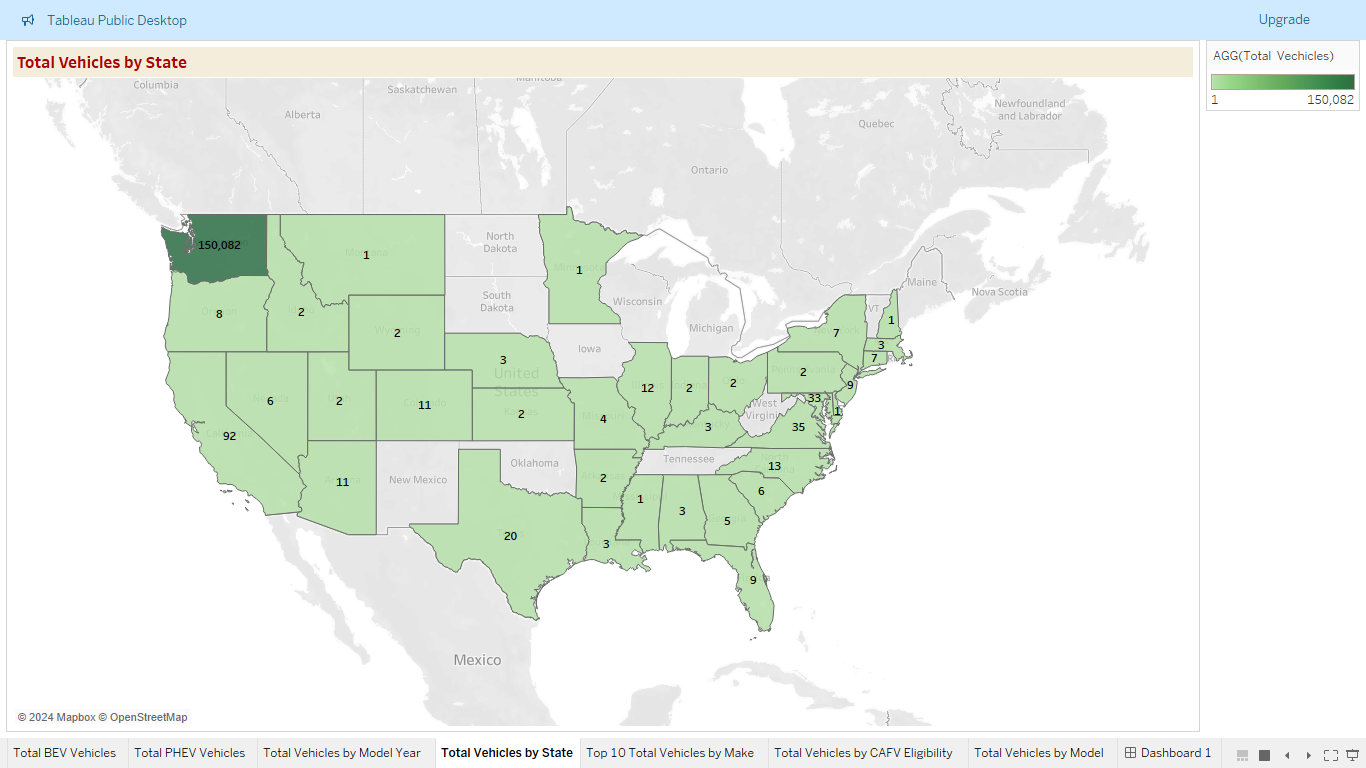 Tableau Public Desktop
Upgrade
Total Vehicles by State
AGG(Total Vechicles)
1 150,082
Columbia
Alberta
Saskatchewan
Manitoba
Ontario
Quebec
Newfoundland
and Labrador
Nova Scotia
Maine
VT
North
Dakota
South
Dakota
Wisconsin
Michigan
Iowa
United
States
West
Virgini
Tennessee
Oklahoma
New Mexico
North
Mexico
150,082
1
1
8
2
2
3
6
2
11
2
92
11
20
4
2
3
12
2
2
3
1
3
5
9
6
13
35
33
1
9
2
7
7
3
1
© 2024 Mapbox © OpenStreetMap
Total BEV Vehicles
Total PHEV Vehicles
Total Vehicles by Model Year
Total Vehicles by State
Top 10 Total Vehicles by Make
Total Vehicles by CAFV Eligibility
Total Vehicles by Model
Dashboard 1